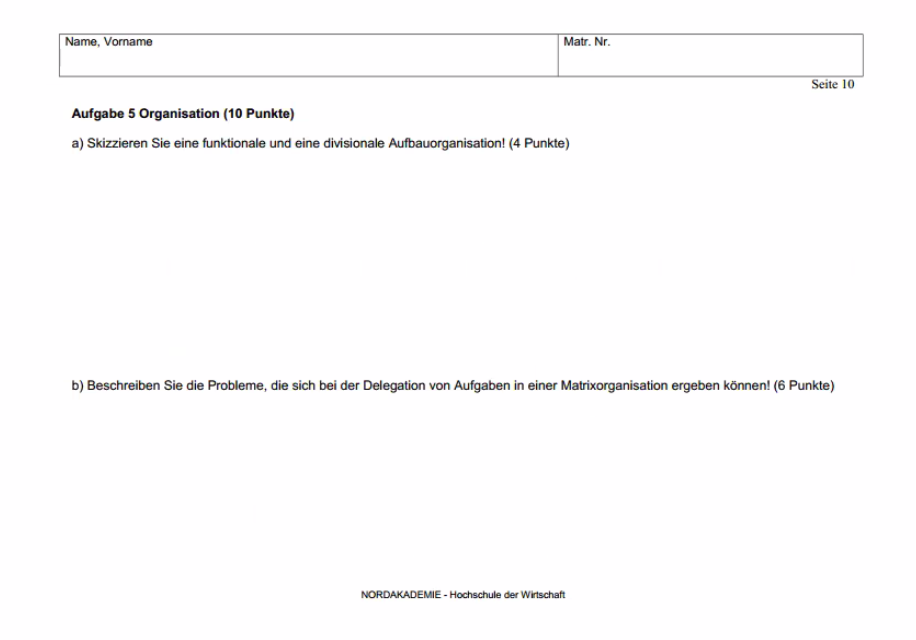 Name, Vorname
Matr. Nr.
Seite 10
Aufgabe 5 Organisation (10 Punkte)
a) Skizzieren Sie eine funktionale und eine divisionale Aufbauorganisation! (4 Punkte)
b) Beschreiben Sie die Probleme, die sich bei der Delegation von Aufgaben in einer Matrixorganisation ergeben können! (6 Punkte)
NORDAKADEMIE - Hochschule der Wirtschaft